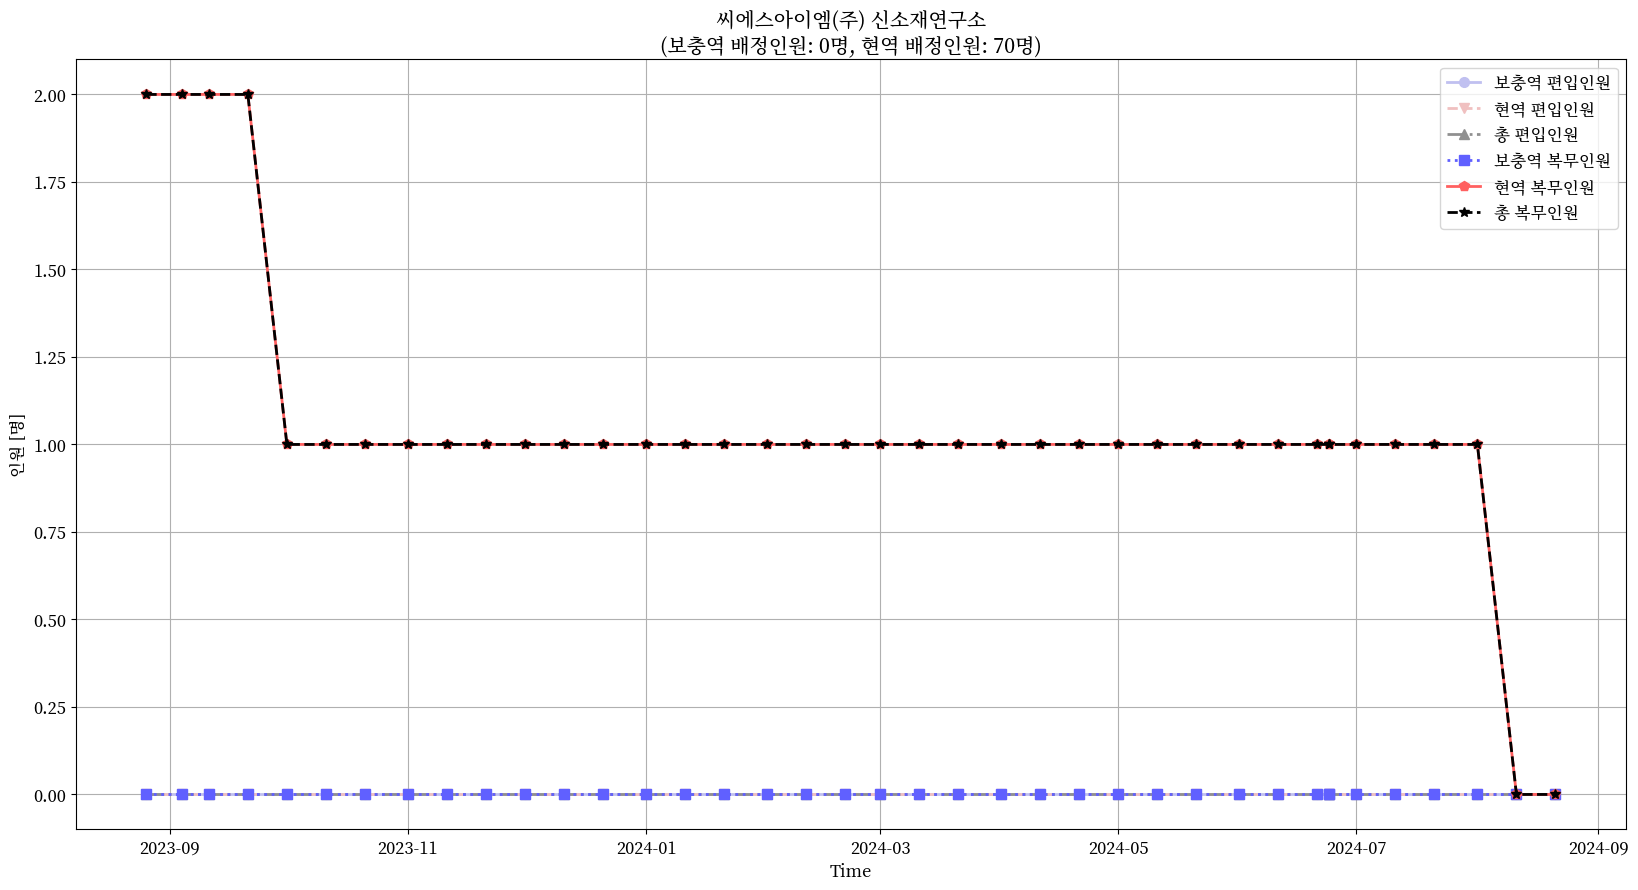 씨에스아이엠(주) 신소재연구소
(보충역 배정인원: 0명, 현역 배정인원: 70명)
보충역 편입인원
현역 편입인원
총 편입인원
보충역 복무인원
현역 복무인원
총 복무인원
인원 [명]
2.00
1.75
1.50
1.25
1.00
0.75
0.50
0.25
0.00
2023-09
2023-11
2024-01
2024-03
2024-05
2024-07
2024-09
Time